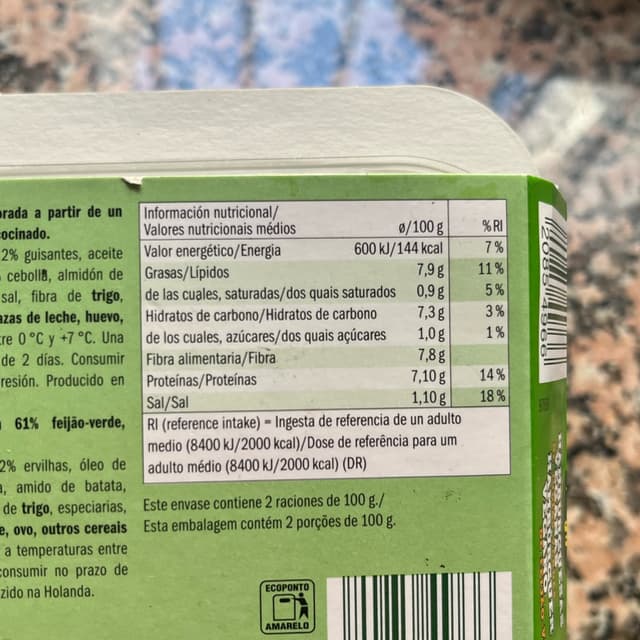 rada a partir de un
ocinado.
2% guisantes, aceite
cebolla, almidón de
sal, fibra de trigo,
azas de leche, huevo,
tre 0°C y +7°C. Una
de 2 días. Consumir
resión. Producido en
61% feijão-verde,
2% ervilhas, óleo de
amido de batata,
de trigo, especiarias,
e, ovo, outros cereais
a temperaturas entre
consumir no prazo de
zido na Holanda.
Información nutricional/
Valores nutricionais médios ø/100 g %RI
Valor energético/Energia 600 kJ/144 kcal 7%
Grasas/Lípidos 7,9 g 11%
de las cuales, saturadas/dos quais saturados 0,9 g 5%
Hidratos de carbono/Hidratos de carbono 7,3 g 3%
de los cuales, azúcares/dos quais açúcares 1,0 g 1%
Fibra alimentaria/Fibra 7,8 g
Proteínas/Proteínas 7,10 g 14%
Sal/Sal 1,10 g 18%
RI (reference intake) = Ingesta de referencia de un adulto
medio (8400 kJ/2000 kcal)/Dose de referência para um
adulto médio (8400 kJ/2000 kcal) (DR)
Este envase contiene 2 raciones de 100 g./
Esta embalagem contém 2 porções de 100 g.
ECOPONTO
AMARELO